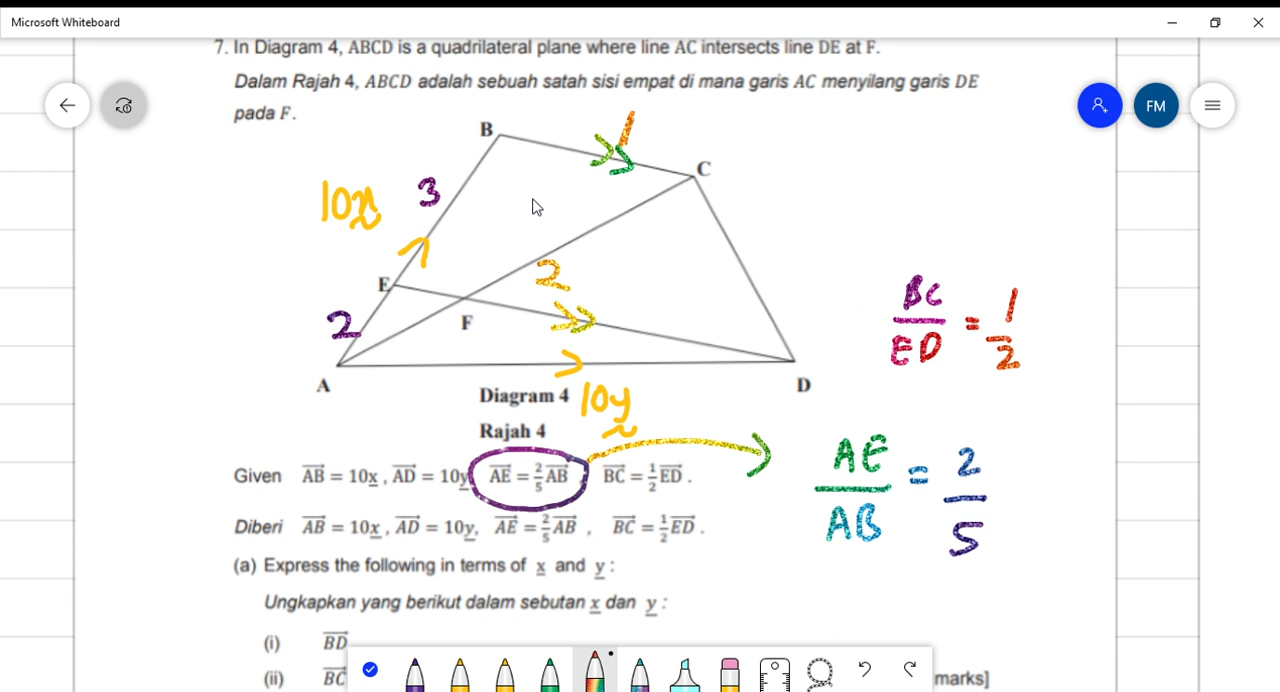 Microsoft Whiteboard
7. In Diagram 4, ABCD is a quadrilateral plane where line AC intersects line DE at F.
Dalam Rajah 4, ABCD adalah sebuah satah sisi empat di mana garis AC menyilang garis DE
pada F.
FM
B
1
C
10x
3
E
2
2
F
A
D
10y
BC/ED = 1/2
Diagram 4
Rajah 4
AE/AB = 2/5
Given AB = 10x , AD = 10y AE = 2/5 AB , BC = 1/2 ED .
Diberi AB = 10x , AD = 10y, AE = 2/5 AB , BC = 1/2 ED .
(a) Express the following in terms of x and y :
Ungkapkan yang berikut dalam sebutan x dan y :
(i) BD
(ii) BC
marks]